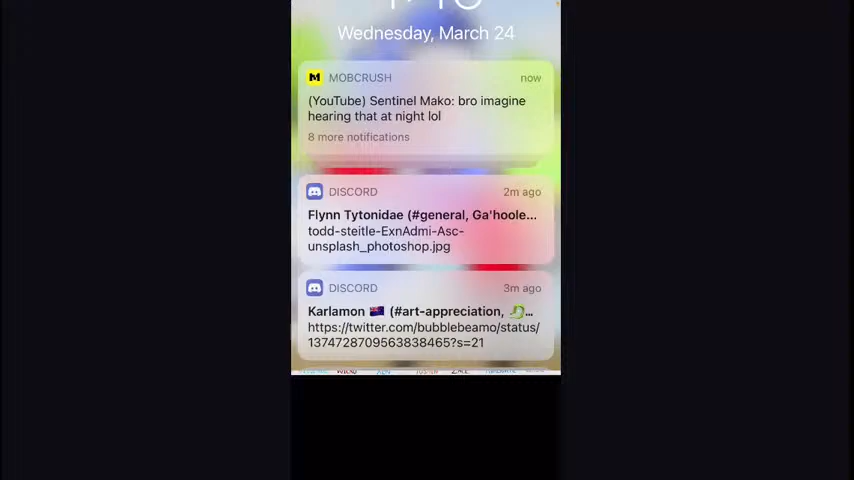 Wednesday, March 24
MOBCRUSH now
(YouTube) Sentinel Mako: bro imagine
hearing that at night lol
8 more notifications
DISCORD 2m ago
Flynn Tytonidae (#general, Ga'hoole...
todd-steitle-ExnAdmi-Asc-
unsplash_photoshop.jpg
DISCORD 3m ago
Karlamon 🇦🇺 (#art-appreciation, 🐉...
https://twitter.com/bubblebeamo/status/
1374728709563838465?s=21